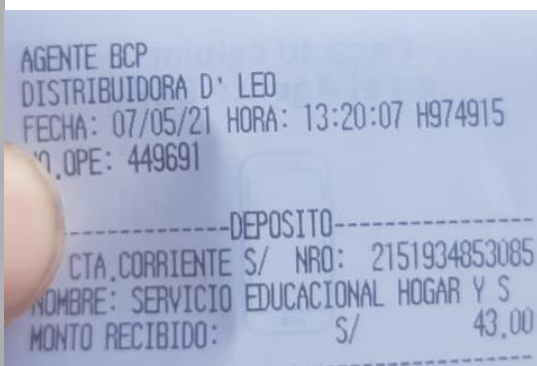 AGENTE BCP
DISTRIBUIDORA D' LEO
FECHA: 07/05/21 HORA: 13:20:07 H974915
OPE: 449691
DEPOSITO
CTA.CORRIENTE S/ NRO: 2151934853085
NOMBRE: SERVICIO EDUCACIONAL HOGAR Y S
MONTO RECIBIDO: S/ 43.00